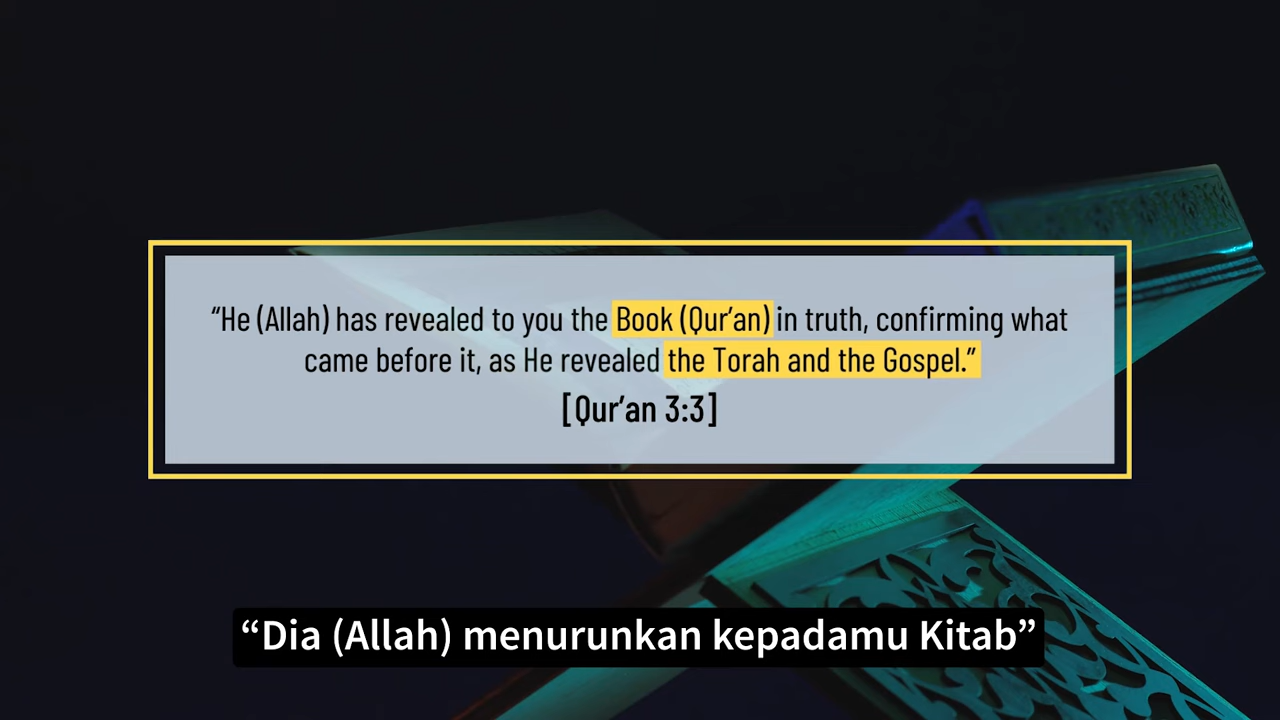 “He (Allah) has revealed to you the Book (Qur’an) in truth, confirming what
came before it, as He revealed the Torah and the Gospel.”
[Qur’an 3:3]
“Dia (Allah) menurunkan kepadamu Kitab”